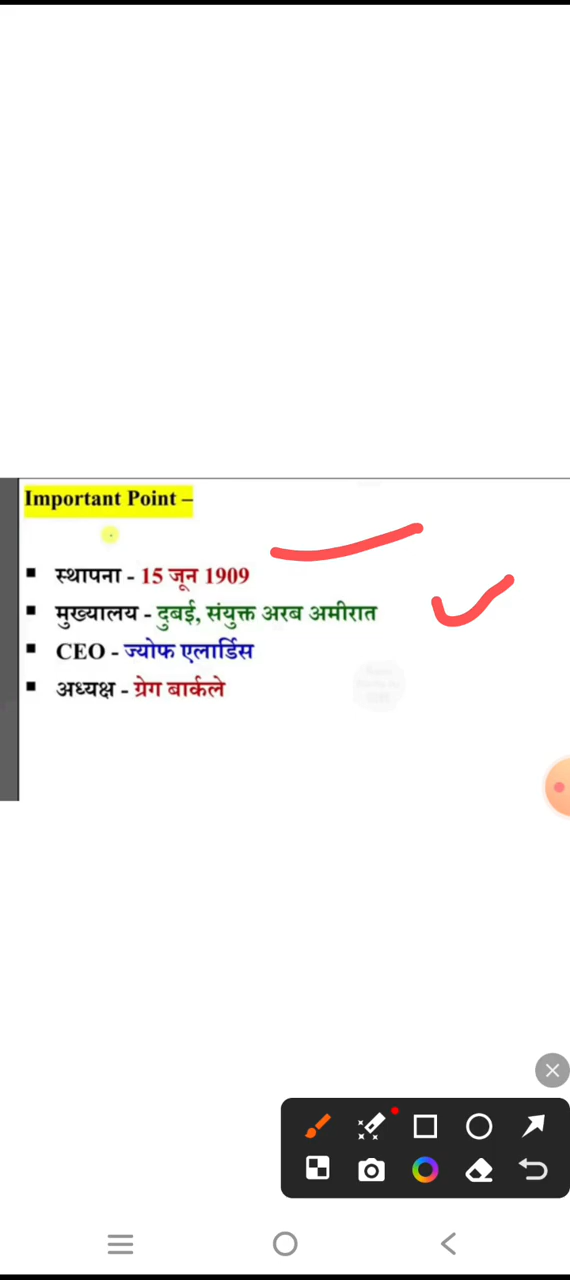 Important Point –
▪ स्थापना - 15 जून 1909
▪ मुख्यालय - दुबई, संयुक्त अरब अमीरात
▪ CEO - ज्योफ एलार्डिस
▪ अध्यक्ष - ग्रेग बार्कले